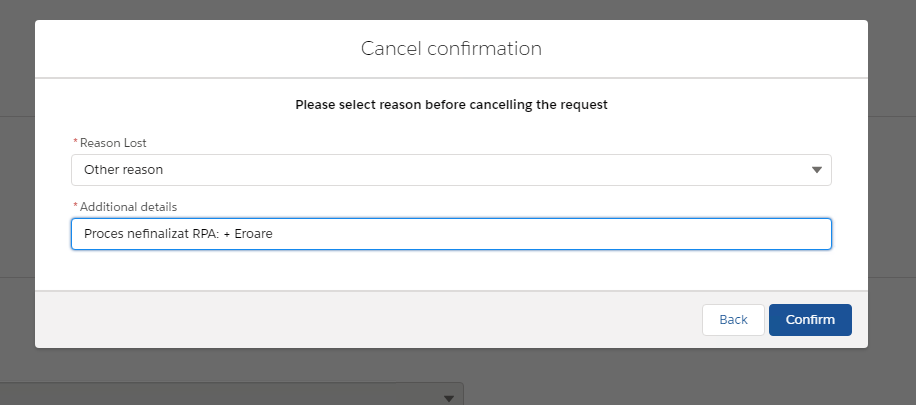 Cancel confirmation
Please select reason before cancelling the request
* Reason Lost
Other reason
* Additional details
Proces nefinalizat RPA: + Eroare
Back
Confirm